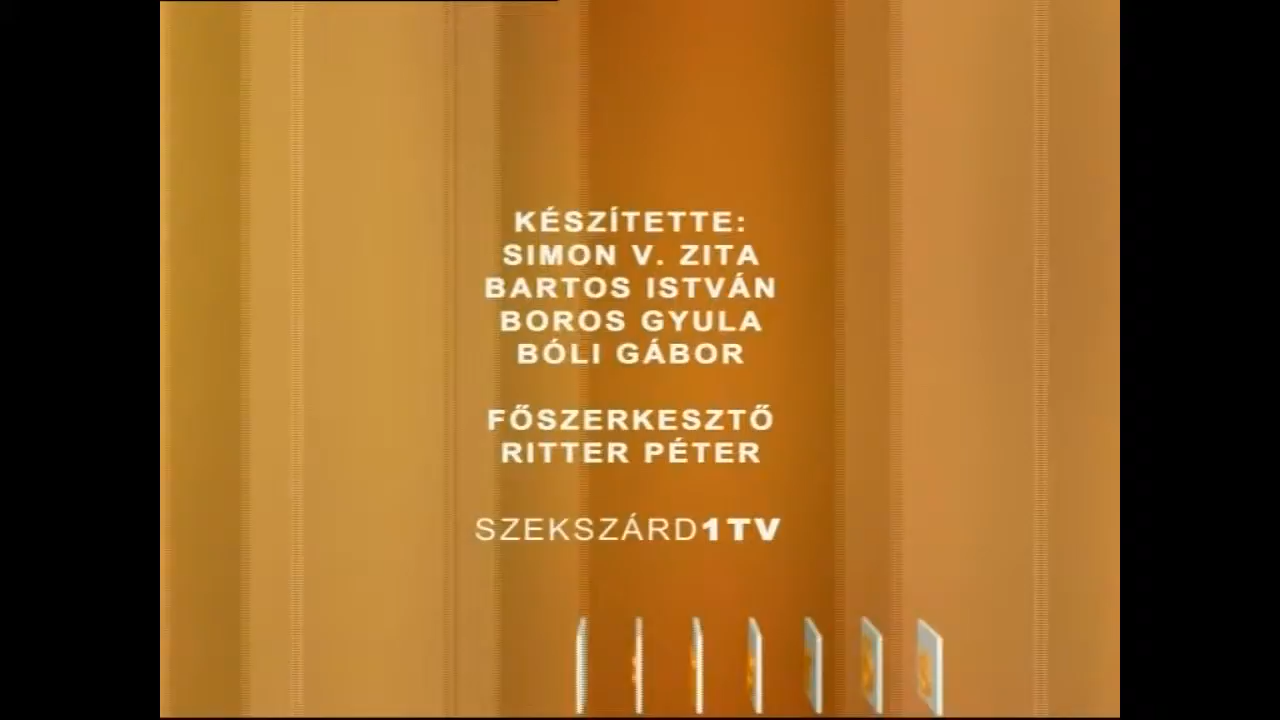 KÉSZÍTETTE:
SIMON V. ZITA
BARTOS ISTVÁN
BOROS GYULA
BÓLI GÁBOR
FŐSZERKESZTŐ
RITTER PÉTER
SZEKSZÁRD1TV